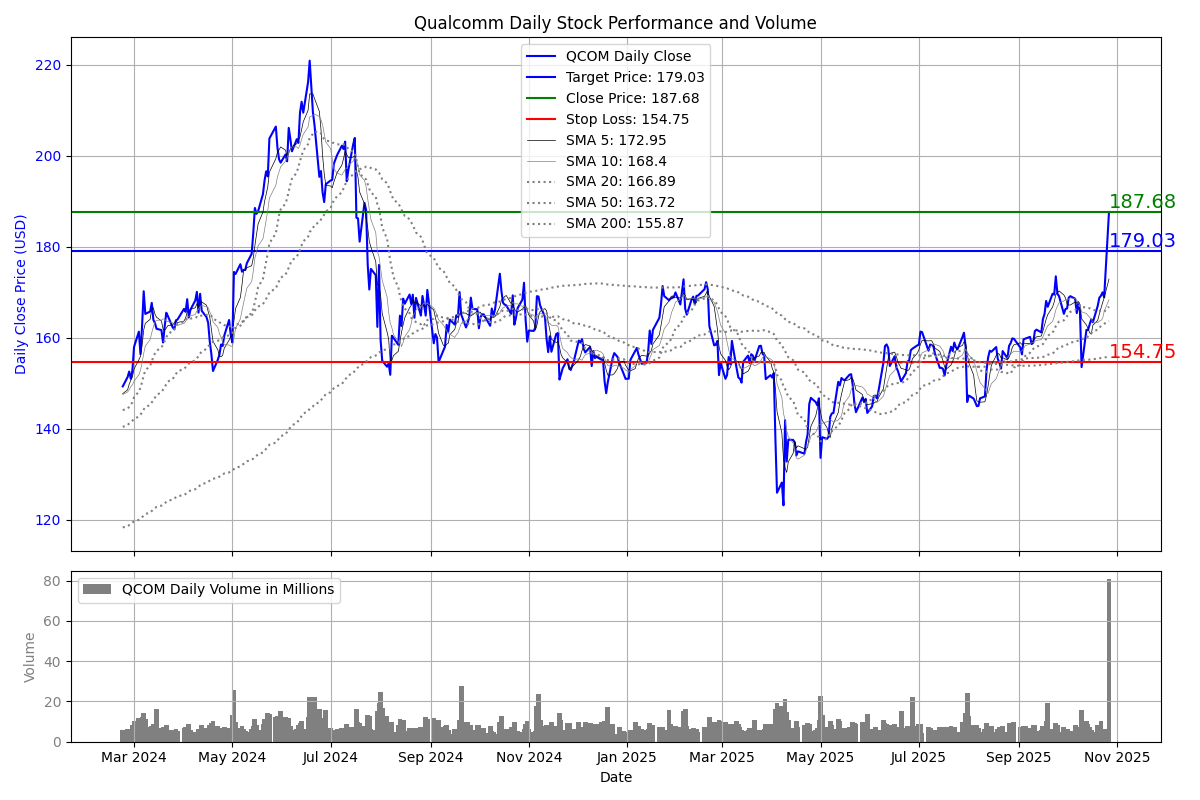 Qualcomm Daily Stock Performance and Volume
QCOM Daily Close
Target Price: 179.03
Close Price: 187.68
Stop Loss: 154.75
SMA 5: 172.95
SMA 10: 168.4
SMA 20: 166.89
SMA 50: 163.72
SMA 200: 155.87
Daily Close Price (USD)
220
200
180
160
140
120
187.68
179.03
154.75
QCOM Daily Volume in Millions
Volume
80
60
40
20
0
Mar 2024 May 2024 Jul 2024 Sep 2024 Nov 2024 Jan 2025 Mar 2025 May 2025 Jul 2025 Sep 2025 Nov 2025
Date